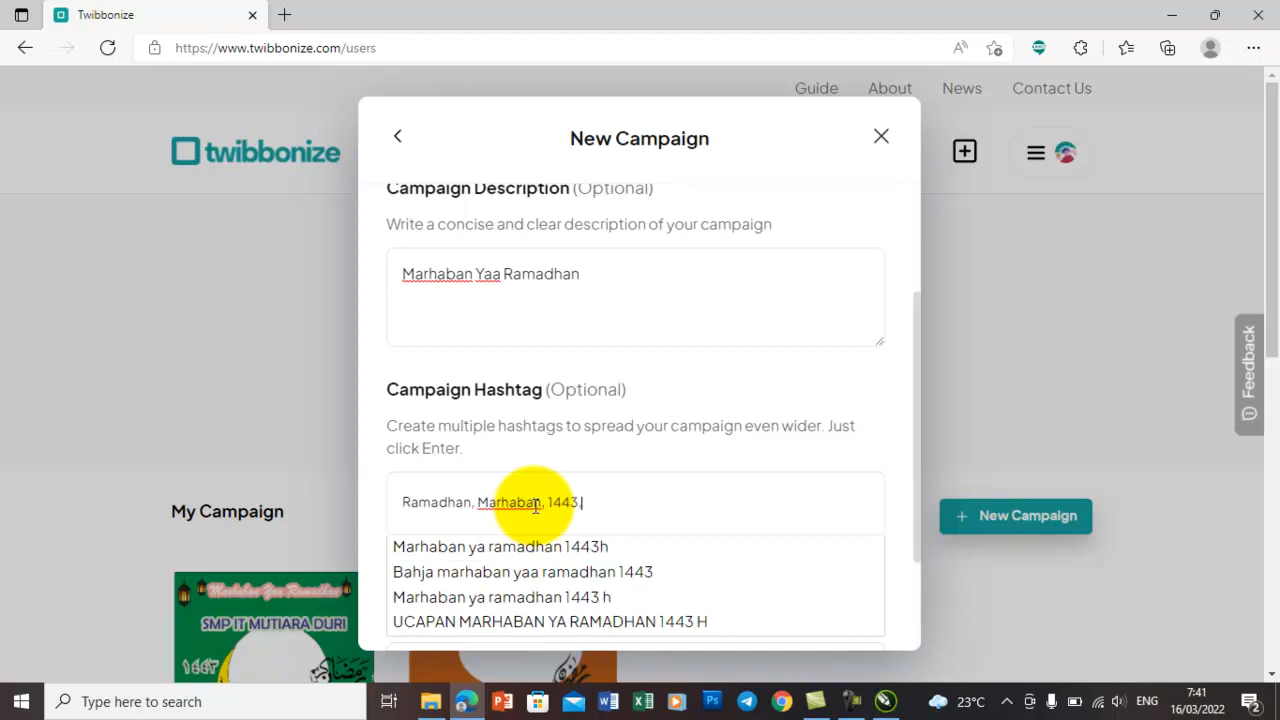 Twibbonize
https://www.twibbonize.com/users
Guide
About
News
Contact Us
twibbonize
New Campaign
Campaign Description (Optional)
Write a concise and clear description of your campaign
Marhaban Yaa Ramadhan
Campaign Hashtag (Optional)
Create multiple hashtags to spread your campaign even wider. Just
click Enter.
Ramadhan, Marhaban, 1443,
Marhaban ya ramadhan 1443h
Bahja marhaban yaa ramadhan 1443
Marhaban ya ramadhan 1443 h
UCAPAN MARHABAN YA RAMADHAN 1443 H
My Campaign
+ New Campaign
Feedback
Marhaban Yaa Ramadhan
SMP IT MUTIARA DURI
Type here to search
23°C
ENG
7:41
16/03/2022